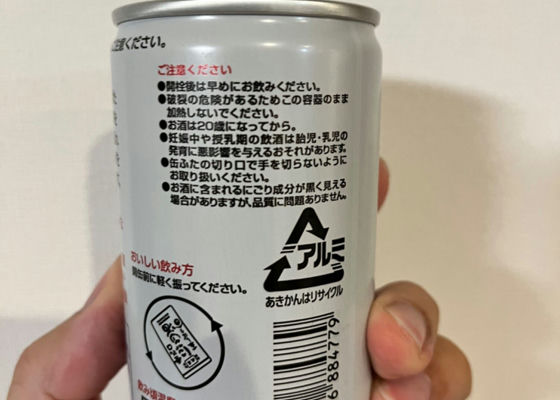 ご注意ください。
ご注意ください
●開栓後は早めにお飲みください。
●破裂の危険があるためこの容器のまま
加熱しないでください。
●お酒は20歳になってから。
●妊娠中や授乳期の飲酒は胎児・乳児の
発育に悪影響を与えるおそれがあります。
●缶ふたの切り口で手を切らないように
お取り扱いください。
●お酒に含まれるにごり成分が黒く見える
場合がありますが、品質に問題ありません。
アルミ
あきかんはリサイクル
おいしい飲み方
開缶前に軽く振ってください。
6884779